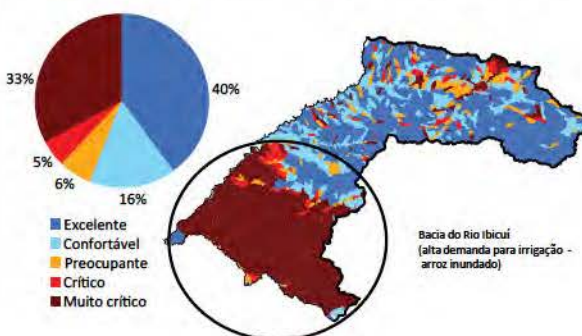 33%
40%
5%
6%
16%
Excelente
Confortável
Preocupante
Crítico
Muito crítico
Bacia do Rio Ibicuí
(alta demanda para irrigação -
arroz inundado)